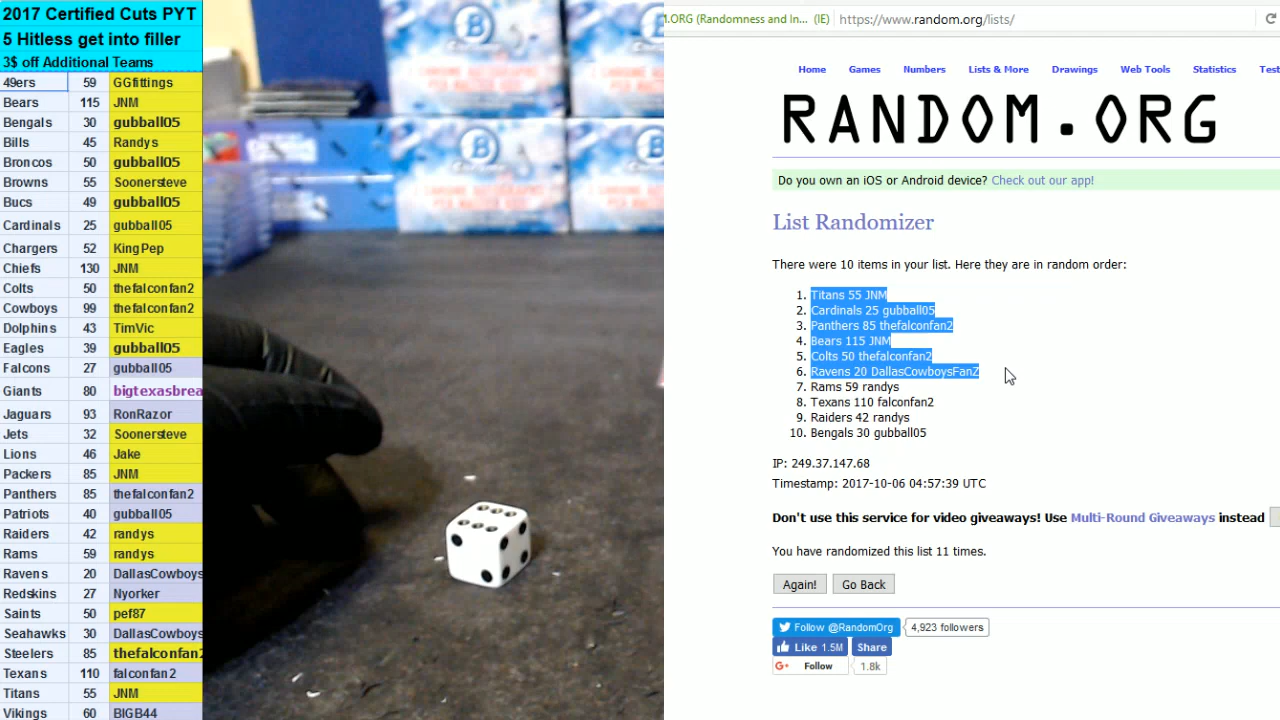 2017 Certified Cuts PYT
5 Hitless get into filler
3$ off Additional Teams
49ers 59 GGfittings
Bears 115 JNM
Bengals 30 gubball05
Bills 45 Randys
Broncos 50 gubball05
Browns 55 Soonersteve
Bucs 49 gubball05
Cardinals 25 gubball05
Chargers 52 KingPep
Chiefs 130 JNM
Colts 50 thefalconfan2
Cowboys 99 thefalconfan2
Dolphins 43 TimVic
Eagles 39 gubball05
Falcons 27 gubball05
Giants 80 bigtexasbrea
Jaguars 93 RonRazor
Jets 32 Soonersteve
Lions 46 Jake
Packers 85 JNM
Panthers 85 thefalconfan2
Patriots 40 gubball05
Raiders 42 randys
Rams 59 randys
Ravens 20 DallasCowboys
Redskins 27 Nyorker
Saints 50 pef87
Seahawks 30 DallasCowboys
Steelers 85 thefalconfan2
Texans 110 falconfan2
Titans 55 JNM
Vikings 60 BIGB44
.ORG (Randomness and In... (IE) https://www.random.org/lists/
Home Games Numbers Lists & More Drawings Web Tools Statistics Test
RANDOM.ORG
Do you own an iOS or Android device? Check out our app!
List Randomizer
There were 10 items in your list. Here they are in random order:
1. Titans 55 JNM
2. Cardinals 25 gubball05
3. Panthers 85 thefalconfan2
4. Bears 115 JNM
5. Colts 50 thefalconfan2
6. Ravens 20 DallasCowboysFanZ
7. Rams 59 randys
8. Texans 110 falconfan2
9. Raiders 42 randys
10. Bengals 30 gubball05
IP: 249.37.147.68
Timestamp: 2017-10-06 04:57:39 UTC
Don't use this service for video giveaways! Use Multi-Round Giveaways instead
You have randomized this list 11 times.
Again! Go Back
Follow @RandomOrg 4,923 followers
Like 1.5M Share
G+ Follow 1.8k